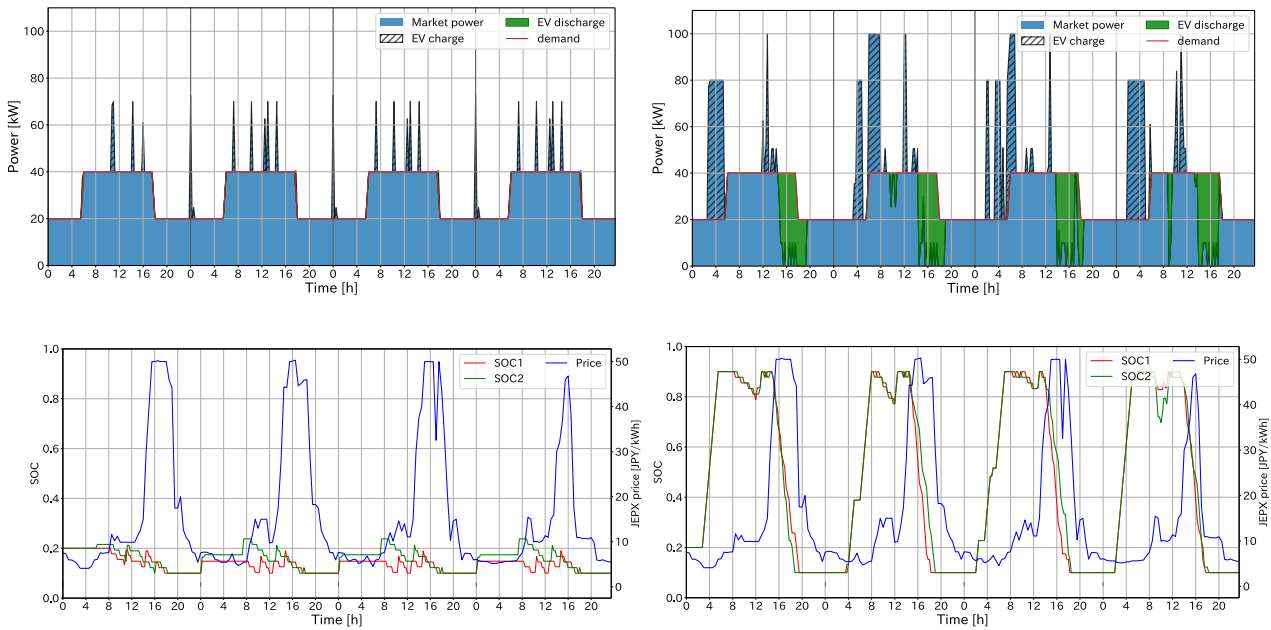 Market power
EV discharge
EV charge
demand
100
80
60
40
20
0
Power [kW]
0 4 8 12 16 20 0 4 8 12 16 20 0 4 8 12 16 20 0 4 8 12 16 20
Time [h]
Market power
EV discharge
EV charge
demand
100
80
60
40
20
0
Power [kW]
0 4 8 12 16 20 0 4 8 12 16 20 0 4 8 12 16 20 0 4 8 12 16 20
Time [h]
SOC1
Price
SOC2
1.0
0.8
0.6
0.4
0.2
0.0
SOC
50
40
30
20
10
0
JEPX price [JPY/kWh]
0 4 8 12 16 20 0 4 8 12 16 20 0 4 8 12 16 20 0 4 8 12 16 20
Time [h]
SOC1
Price
SOC2
1.0
0.8
0.6
0.4
0.2
0.0
SOC
50
40
30
20
10
0
JEPX price [JPY/kWh]
0 4 8 12 16 20 0 4 8 12 16 20 0 4 8 12 16 20 0 4 8 12 16 20
Time [h]